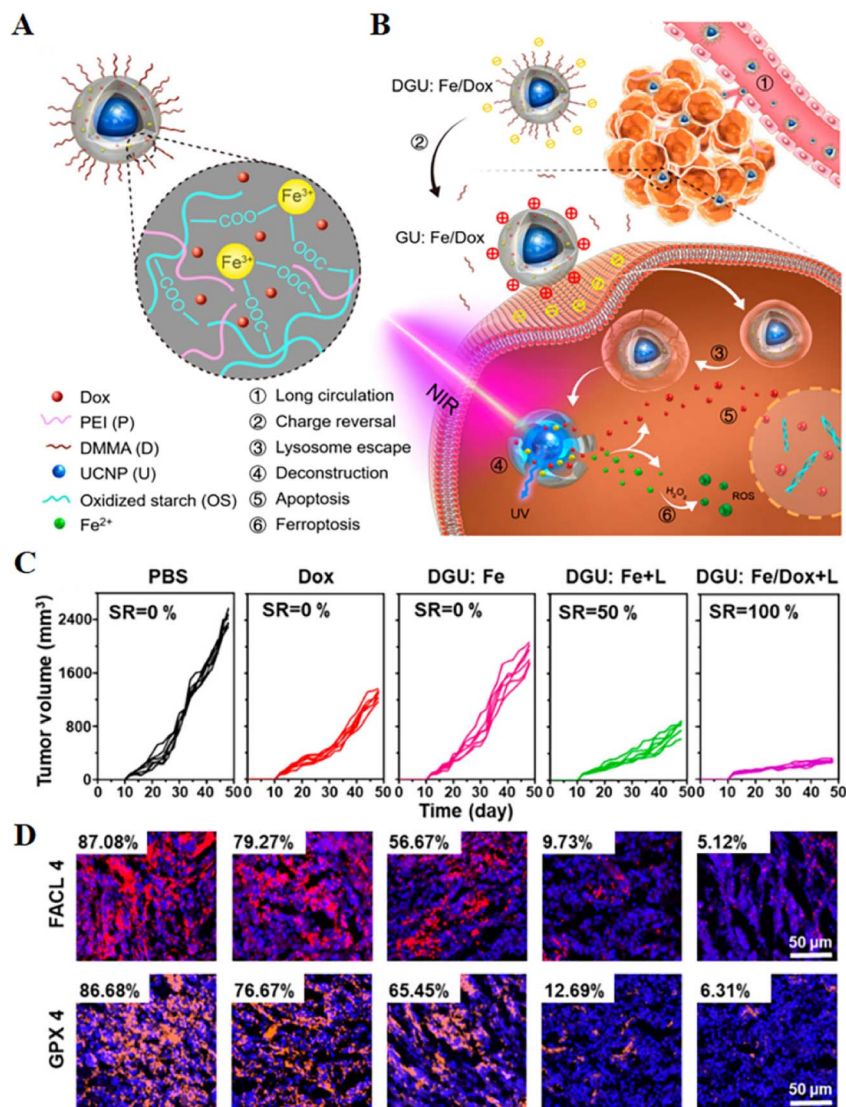 A
Fe³⁺
COO
OOC
Fe³⁺
COO
OOC
OOC
Dox
PEI (P)
DMMA (D)
UCNP (U)
Oxidized starch (OS)
Fe²⁺
① Long circulation
② Charge reversal
③ Lysosome escape
④ Deconstruction
⑤ Apoptosis
⑥ Ferroptosis
B
DGU: Fe/Dox
①
②
GU: Fe/Dox
NIR
③
④
⑤
UV
H₂O₂
ROS
⑥
C
PBS
Dox
DGU: Fe
DGU: Fe+L
DGU: Fe/Dox+L
SR=0 %
SR=0 %
SR=0 %
SR=50 %
SR=100 %
Tumor volume (mm³)
2400
1600
800
0
0 10 20 30 40 50
0 10 20 30 40 50
0 10 20 30 40 50
0 10 20 30 40 50
0 10 20 30 40 50
Time (day)
D
FACL 4
87.08%
79.27%
56.67%
9.73%
5.12%
50 µm
GPX 4
86.68%
76.67%
65.45%
12.69%
6.31%
50 µm